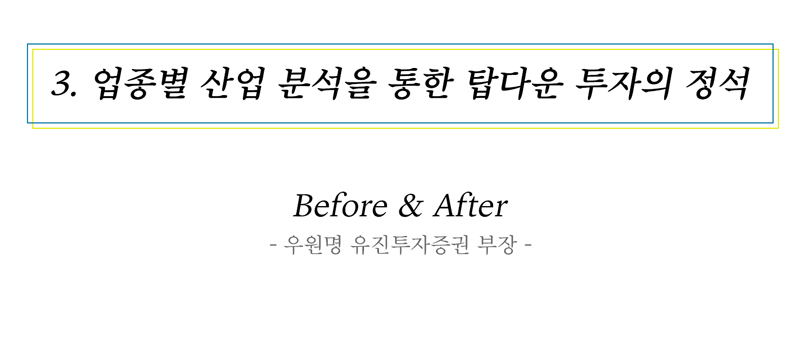 3. 업종별 산업 분석을 통한 탑다운 투자의 정석
Before & After
- 우원명 유진투자증권 부장 -